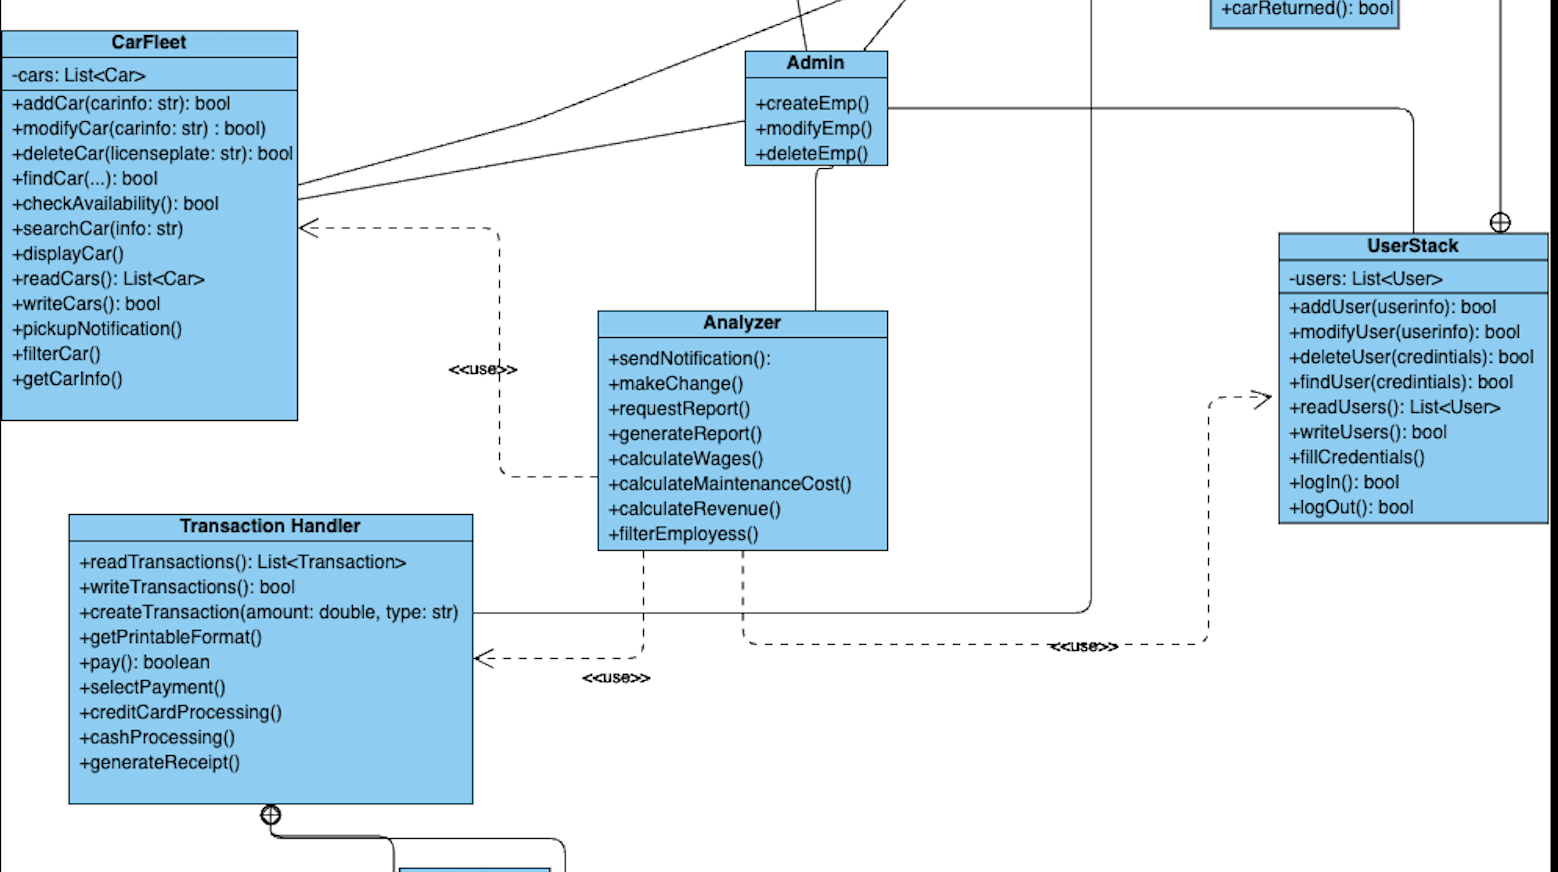 +carReturned(): bool
CarFleet
-cars: List<Car>
+addCar(carinfo: str): bool
+modifyCar(carinfo: str) : bool)
+deleteCar(licenseplate: str): bool
+findCar(...): bool
+checkAvailability(): bool
+searchCar(info: str)
+displayCar()
+readCars(): List<Car>
+writeCars(): bool
+pickupNotification()
+filterCar()
+getCarInfo()
Admin
+createEmp()
+modifyEmp()
+deleteEmp()
UserStack
-users: List<User>
+addUser(userinfo): bool
+modifyUser(userinfo): bool
+deleteUser(credintials): bool
+findUser(credintials): bool
+readUsers(): List<User>
+writeUsers(): bool
+fillCredentials()
+logIn(): bool
+logOut(): bool
Analyzer
+sendNotification():
+makeChange()
+requestReport()
+generateReport()
+calculateWages()
+calculateMaintenanceCost()
+calculateRevenue()
+filterEmployess()
<<use>>
Transaction Handler
+readTransactions(): List<Transaction>
+writeTransactions(): bool
+createTransaction(amount: double, type: str)
+getPrintableFormat()
+pay(): boolean
+selectPayment()
+creditCardProcessing()
+cashProcessing()
+generateReceipt()
<<use>>
<<use>>